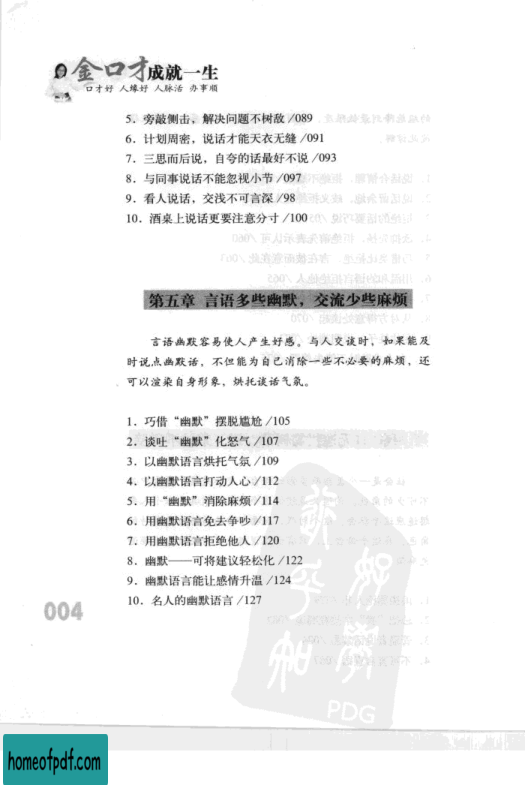 金口才成就一生
口才好 人缘好 人脉活 办事顺
5．旁敲侧击，解决问题不树敌/089
6．计划周密，说话才能天衣无缝/091
7．三思而后说，自夸的话最好不说/093
8．与同事说话不能忽视小节/097
9．看人说话，交浅不可言深/98
10．酒桌上说话更要注意分寸/100
第五章 言语多些幽默，交流少些麻烦
言语幽默容易使人产生好感。与人交谈时，如果能及
时说点幽默话，不但能为自己消除一些不必要的麻烦，还
可以渲染自身形象，烘托谈话气氛。
1．巧借“幽默”摆脱尴尬/105
2．谈吐“幽默”化怒气/107
3．以幽默语言烘托气氛/109
4．以幽默语言打动人心/112
5．用“幽默”消除麻烦/114
6．用幽默语言免去争吵/117
7．用幽默语言拒绝他人/120
8．幽默——可将建议轻松化/122
9．幽默语言能让感情升温/124
10．名人的幽默语言/127
004
PDG
homeofpdf.com